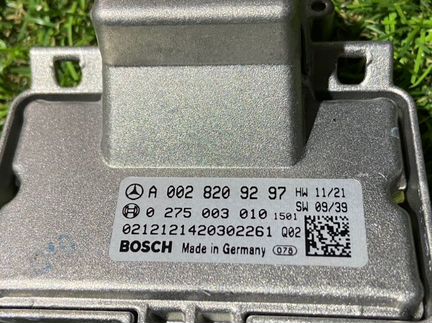 A 002 820 92 97 HW 11/21
SW 09/39
0 275 003 010 1501
0212121420302261 Q02
BOSCH Made in Germany 078